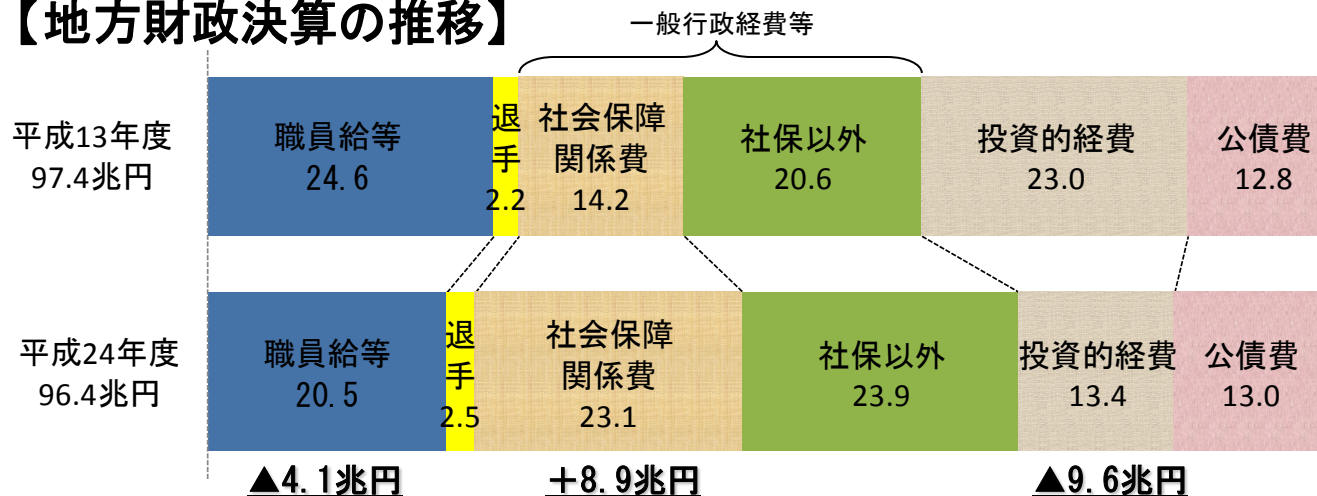 【地方財政決算の推移】
一般行政経費等
平成13年度
97.4兆円
職員給等
24.6
退
手
2.2
社会保障
関係費
14.2
社保以外
20.6
投資的経費
23.0
公債費
12.8
平成24年度
96.4兆円
職員給等
20.5
退
手
2.5
社会保障
関係費
23.1
社保以外
23.9
投資的経費
13.4
公債費
13.0
▲4.1兆円
＋8.9兆円
▲9.6兆円